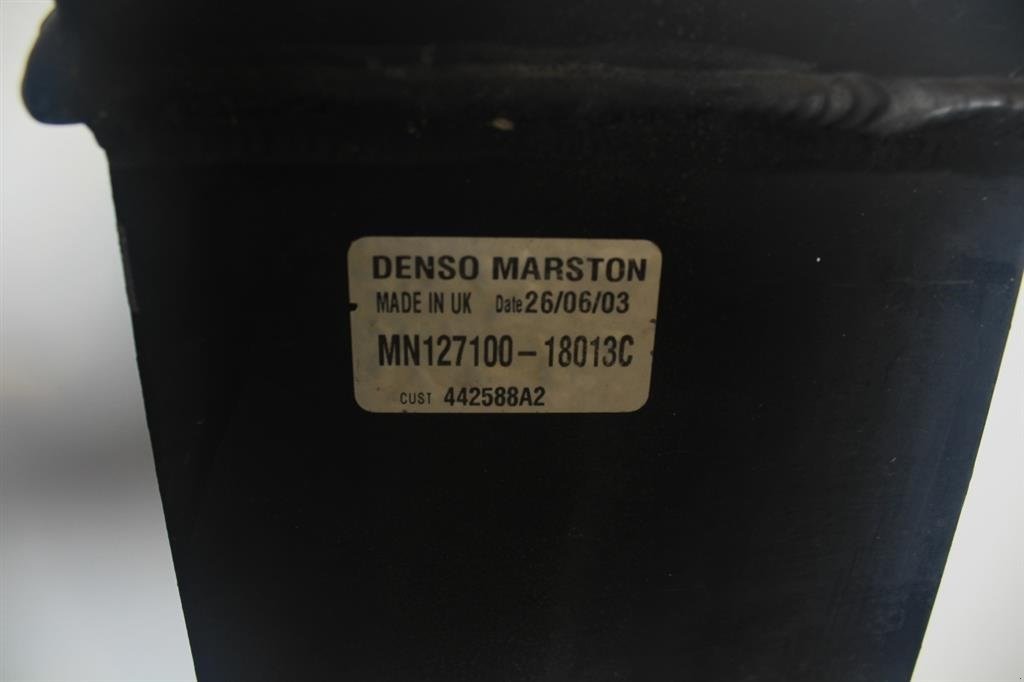 DENSO MARSTON
MADE IN UK Date 26/06/03
MN127100-18013C
CUST 442588A2